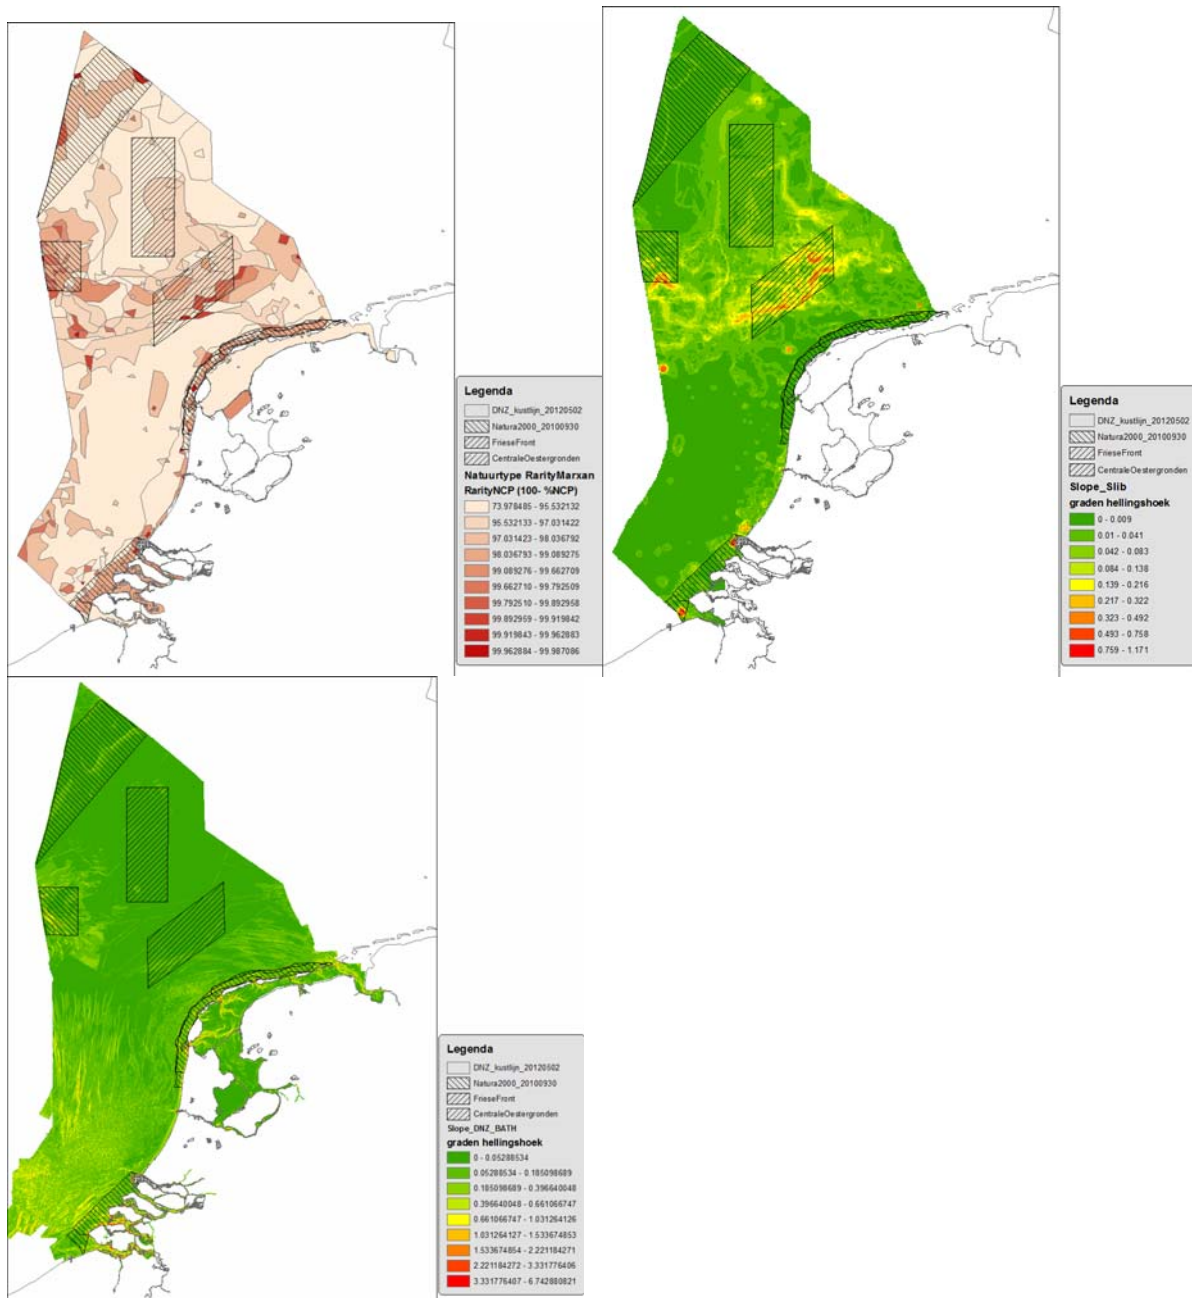 Legenda
DNZ_kustlijn_20120502
Natura2000_20100930
FrieseFront
CentraleOestergronden
Natuurtype RarityMarxan
RarityNCP (100- %NCP)
73.978485 - 95.532132
95.532133 - 97.031422
97.031423 - 98.036792
98.036793 - 99.089275
99.089276 - 99.662709
99.662710 - 99.792509
99.792510 - 99.892958
99.892959 - 99.919842
99.919843 - 99.962883
99.962884 - 99.987086
Legenda
DNZ_kustlijn_20120502
Natura2000_20100930
FrieseFront
CentraleOestergronden
Slope_Slib
graden hellingshoek
0 - 0.009
0.01 - 0.041
0.042 - 0.083
0.084 - 0.138
0.139 - 0.216
0.217 - 0.322
0.323 - 0.492
0.493 - 0.758
0.759 - 1.171
Legenda
DNZ_kustlijn_20120502
Natura2000_20100930
FrieseFront
CentraleOestergronden
Slope_DNZ_BATH
graden hellingshoek
0 - 0.05288534
0.05288534 - 0.185098689
0.185098689 - 0.396640048
0.396640048 - 0.661066747
0.661066747 - 1.031264126
1.031264127 - 1.533674853
1.533674854 - 2.221184271
2.221184272 - 3.331776406
3.331776407 - 6.742880821